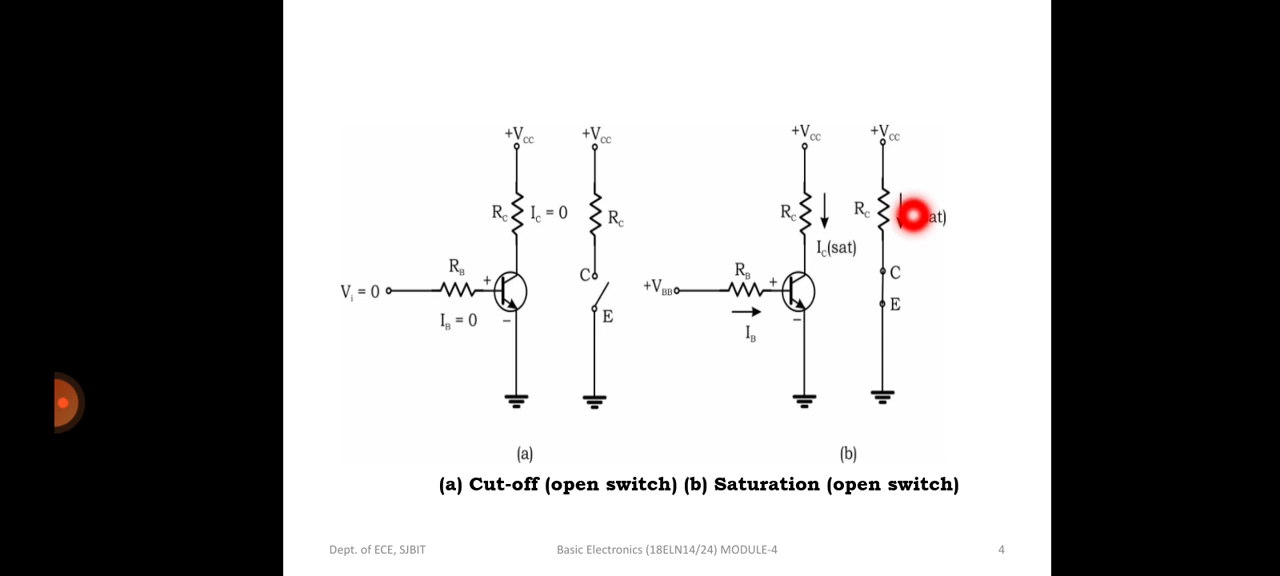 +Vcc +Vcc +Vcc +Vcc
Rc Ic = 0 Rc Rc Rc at)
Ic(sat)
RB + C RB + C
Vi = 0 +VBB
IB = 0 − E − E
IB
(a) (b)
(a) Cut-off (open switch) (b) Saturation (open switch)
Dept. of ECE, SJBIT Basic Electronics (18ELN14/24) MODULE-4 4